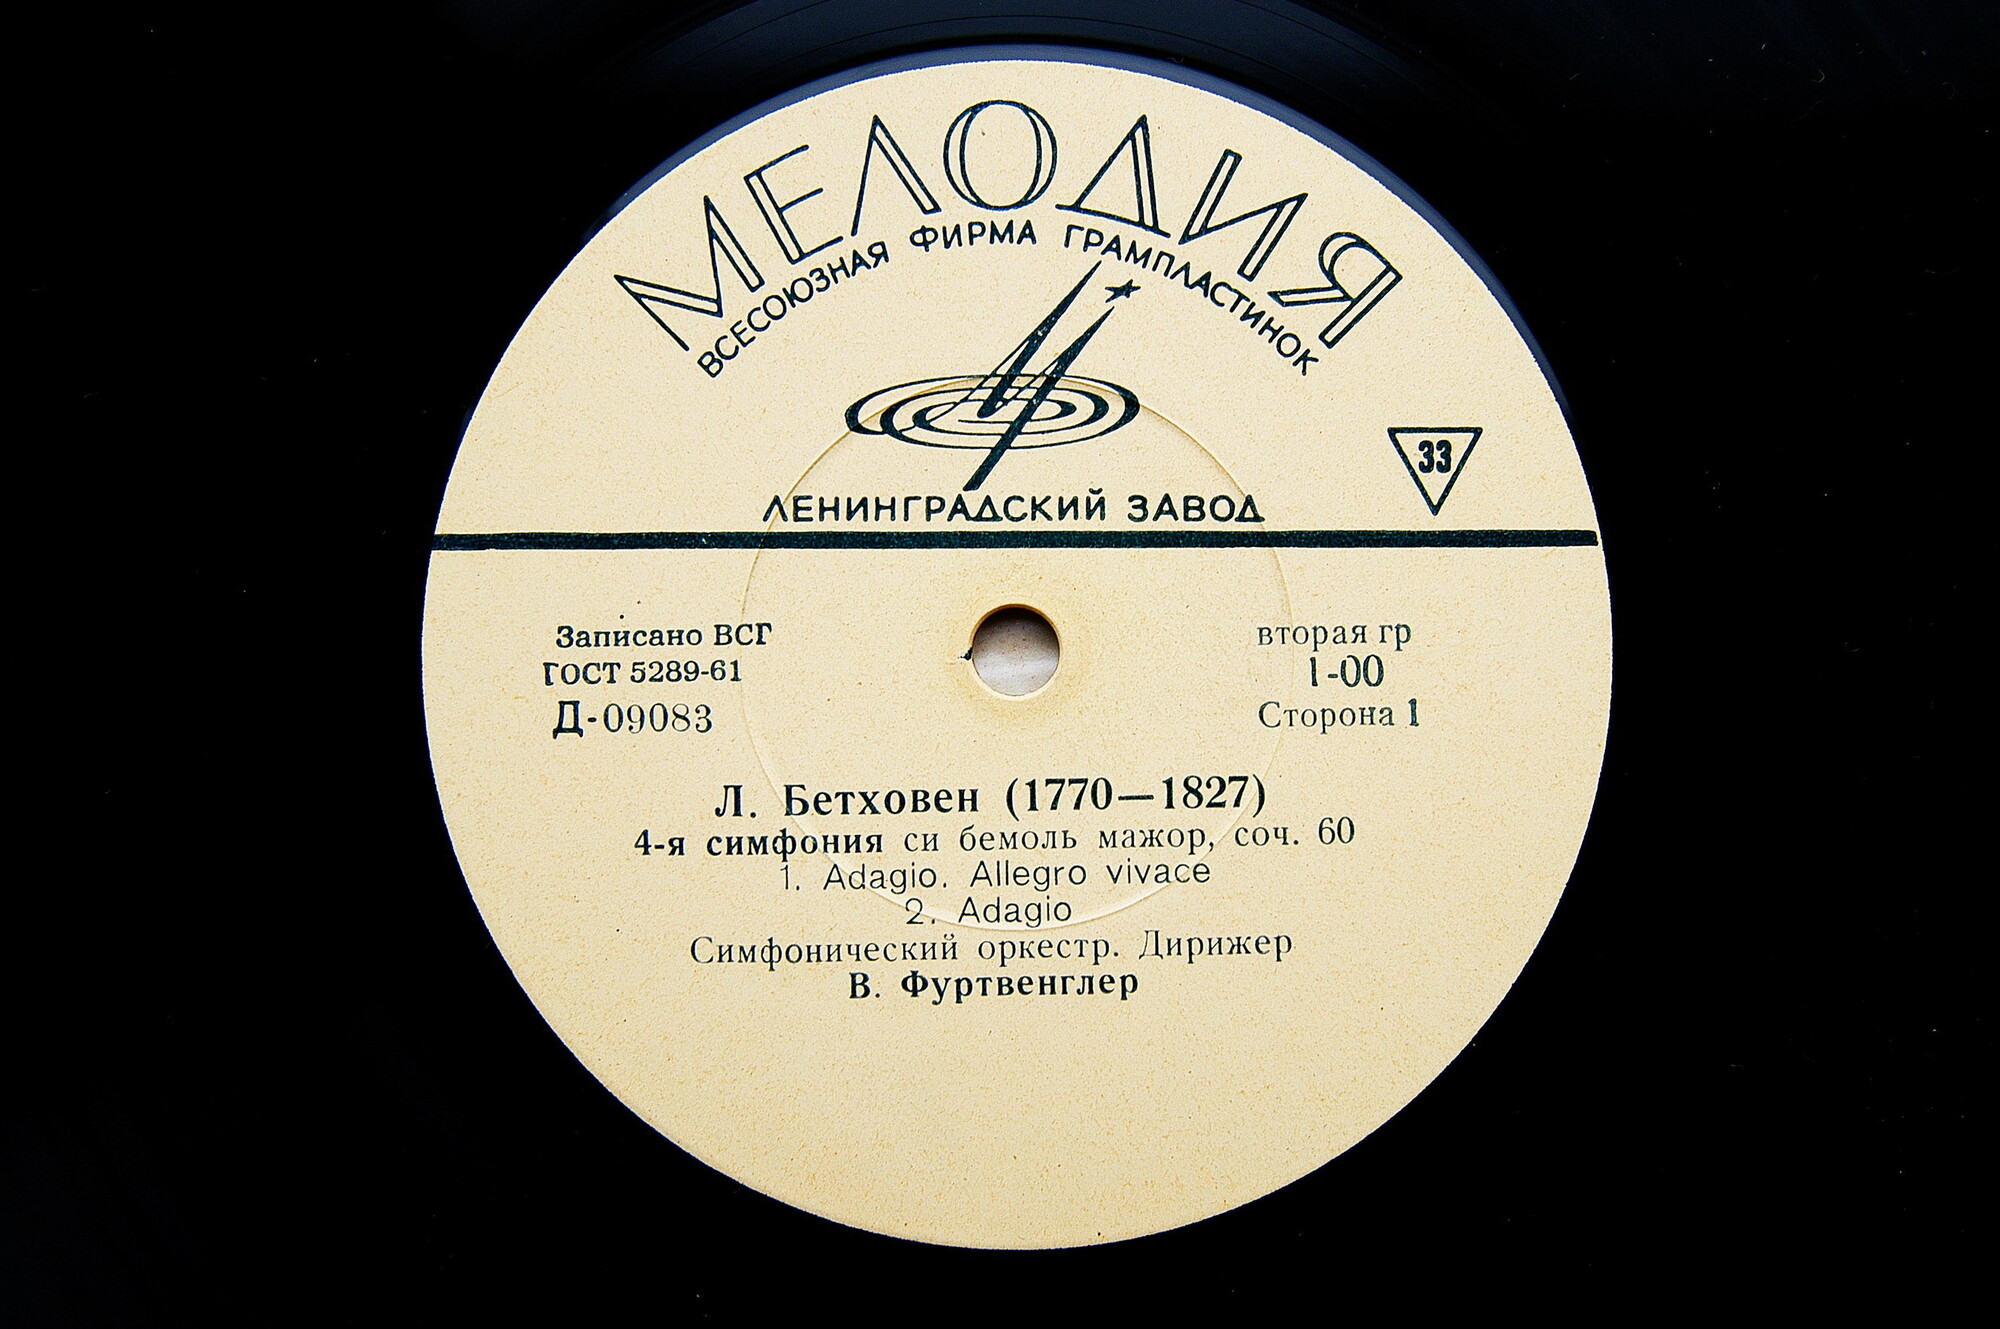 МЕЛОДИЯ
ВСЕСОЮЗНАЯ ФИРМА ГРАМПЛАСТИНОК
33
ЛЕНИНГРАДСКИЙ ЗАВОД
Записано ВСГ
ГОСТ 5289-61
Д-09083
вторая гр
1-00
Сторона 1
Л. Бетховен (1770—1827)
4-я симфония си бемоль мажор, соч. 60
1. Adagio. Allegro vivace
2. Adagio
Симфонический оркестр. Дирижер
В. Фуртвенглер